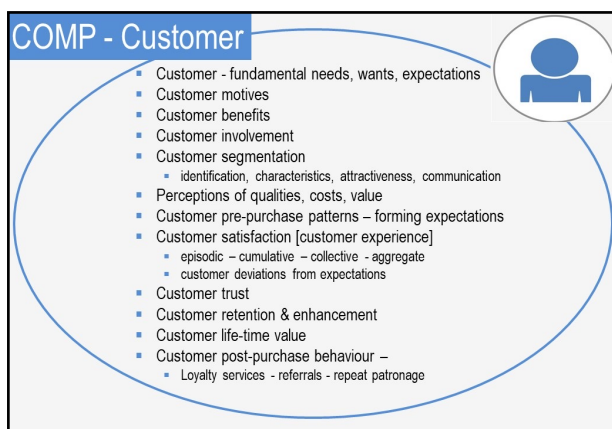 COMP - Customer
▪ Customer - fundamental needs, wants, expectations
▪ Customer motives
▪ Customer benefits
▪ Customer involvement
▪ Customer segmentation
▪ identification, characteristics, attractiveness, communication
▪ Perceptions of qualities, costs, value
▪ Customer pre-purchase patterns – forming expectations
▪ Customer satisfaction [customer experience]
▪ episodic – cumulative – collective - aggregate
▪ customer deviations from expectations
▪ Customer trust
▪ Customer retention & enhancement
▪ Customer life-time value
▪ Customer post-purchase behaviour –
▪ Loyalty services - referrals - repeat patronage